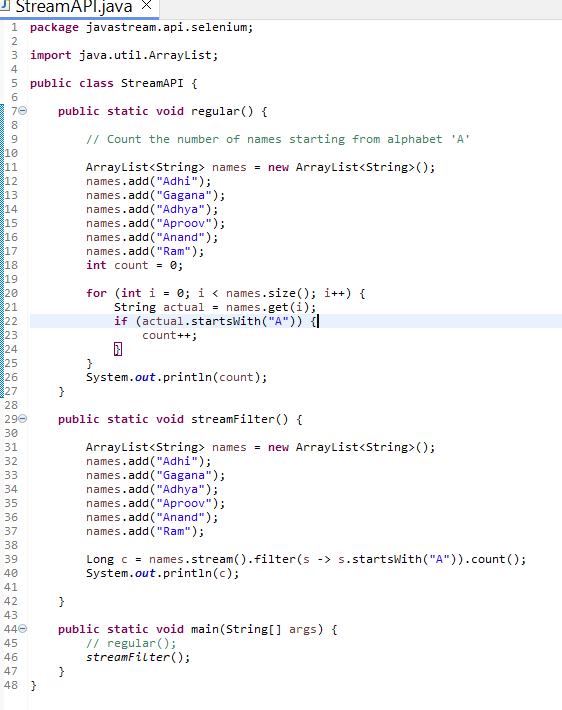 StreamAPI.java
1 package javastream.api.selenium;
2
3 import java.util.ArrayList;
4
5 public class StreamAPI {
6
7     public static void regular() {
8
9         // Count the number of names starting from alphabet 'A'
10
11         ArrayList<String> names = new ArrayList<String>();
12         names.add("Adhi");
13         names.add("Gagana");
14         names.add("Adhya");
15         names.add("Aproov");
16         names.add("Anand");
17         names.add("Ram");
18         int count = 0;
19
20         for (int i = 0; i < names.size(); i++) {
21             String actual = names.get(i);
22             if (actual.startsWith("A")) {
23                 count++;
24             }
25         }
26         System.out.println(count);
27     }
28
29     public static void streamFilter() {
30
31         ArrayList<String> names = new ArrayList<String>();
32         names.add("Adhi");
33         names.add("Gagana");
34         names.add("Adhya");
35         names.add("Aproov");
36         names.add("Anand");
37         names.add("Ram");
38
39         Long c = names.stream().filter(s -> s.startsWith("A")).count();
40         System.out.println(c);
41
42     }
43
44     public static void main(String[] args) {
45         // regular();
46         streamFilter();
47     }
48 }